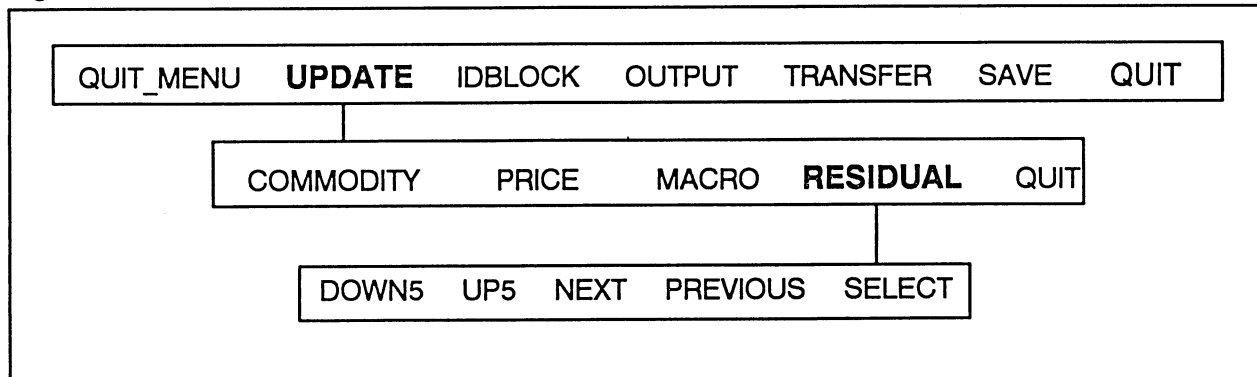 QUIT_MENU UPDATE IDBLOCK OUTPUT TRANSFER SAVE QUIT
COMMODITY PRICE MACRO RESIDUAL QUIT
DOWN5 UP5 NEXT PREVIOUS SELECT